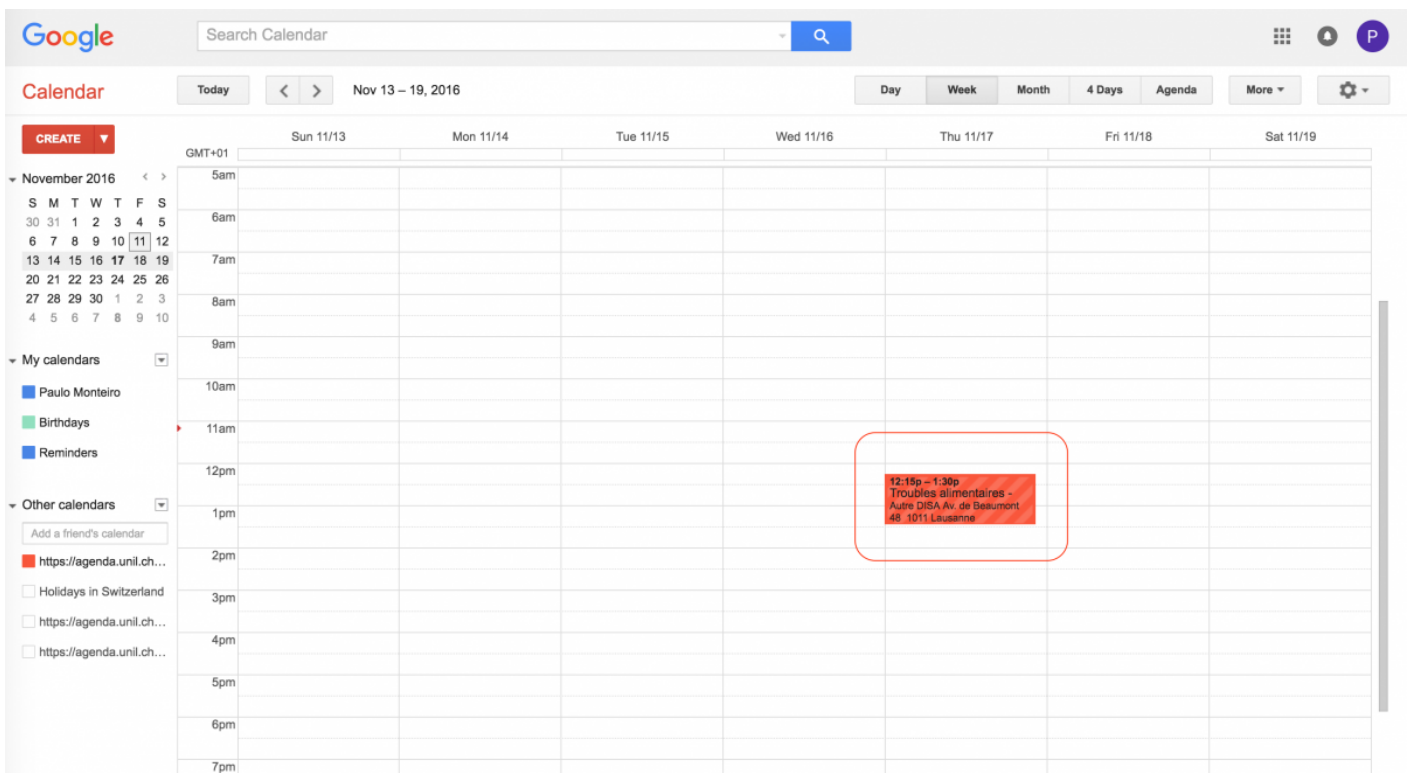 Google
Search Calendar
P
Calendar
Today
Nov 13 – 19, 2016
Day
Week
Month
4 Days
Agenda
More
CREATE
Sun 11/13
Mon 11/14
Tue 11/15
Wed 11/16
Thu 11/17
Fri 11/18
Sat 11/19
GMT+01
November 2016
S M T W T F S
30 31 1 2 3 4 5
6 7 8 9 10 11 12
13 14 15 16 17 18 19
20 21 22 23 24 25 26
27 28 29 30 1 2 3
4 5 6 7 8 9 10
My calendars
Paulo Monteiro
Birthdays
Reminders
Other calendars
Add a friend's calendar
https://agenda.unil.ch...
Holidays in Switzerland
https://agenda.unil.ch...
https://agenda.unil.ch...
5am
6am
7am
8am
9am
10am
11am
12pm
1pm
2pm
3pm
4pm
5pm
6pm
7pm
12:15p – 1:30p
Troubles alimentaires -
Autre DISA Av. de Beaumont
48 1011 Lausanne